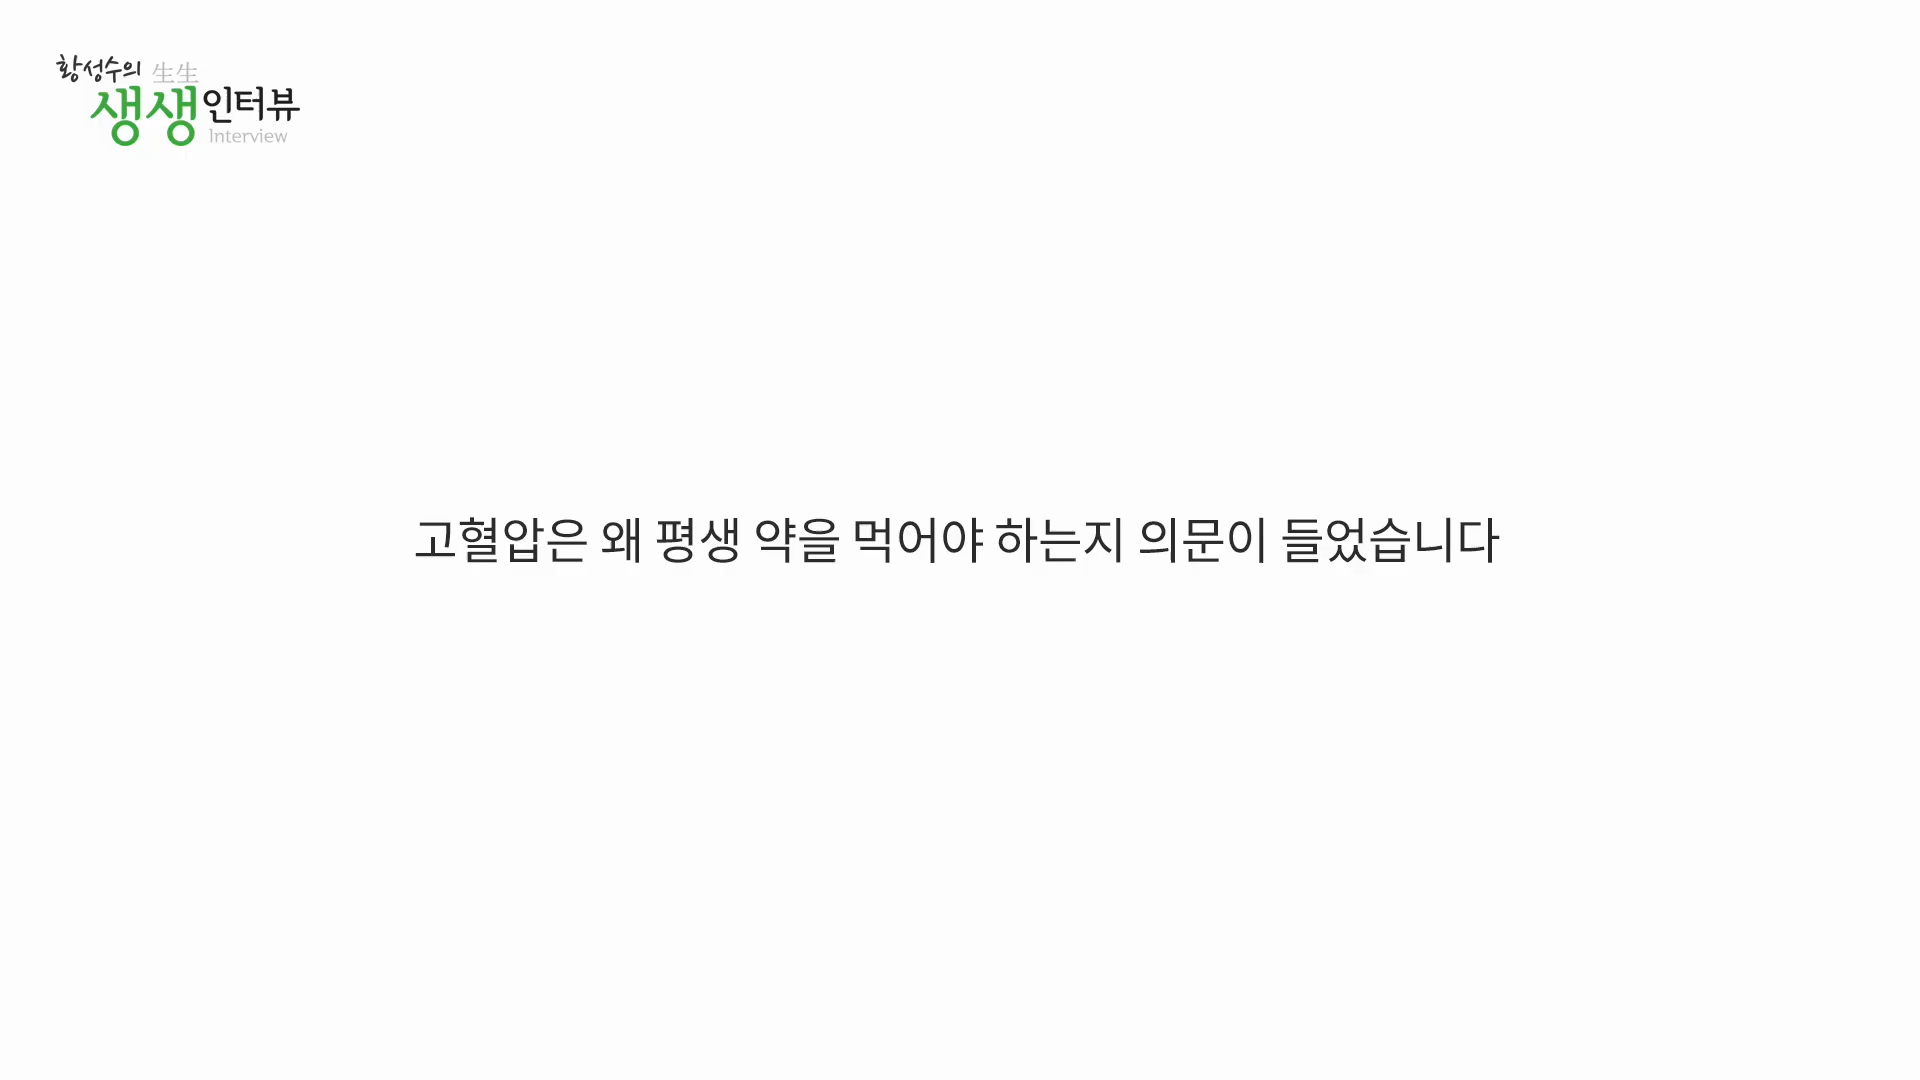 황성수의 生生
생생인터뷰
Interview
고혈압은 왜 평생 약을 먹어야 하는지 의문이 들었습니다